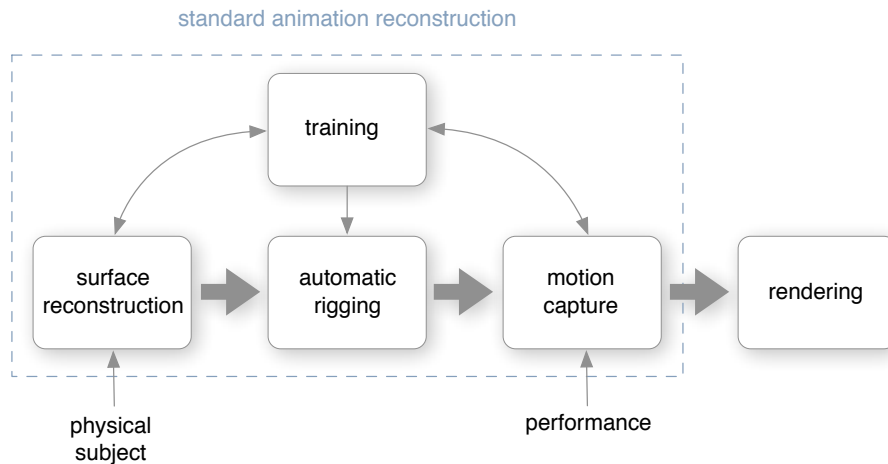 standard animation reconstruction
training
surface
reconstruction
automatic
rigging
motion
capture
rendering
physical
subject
performance